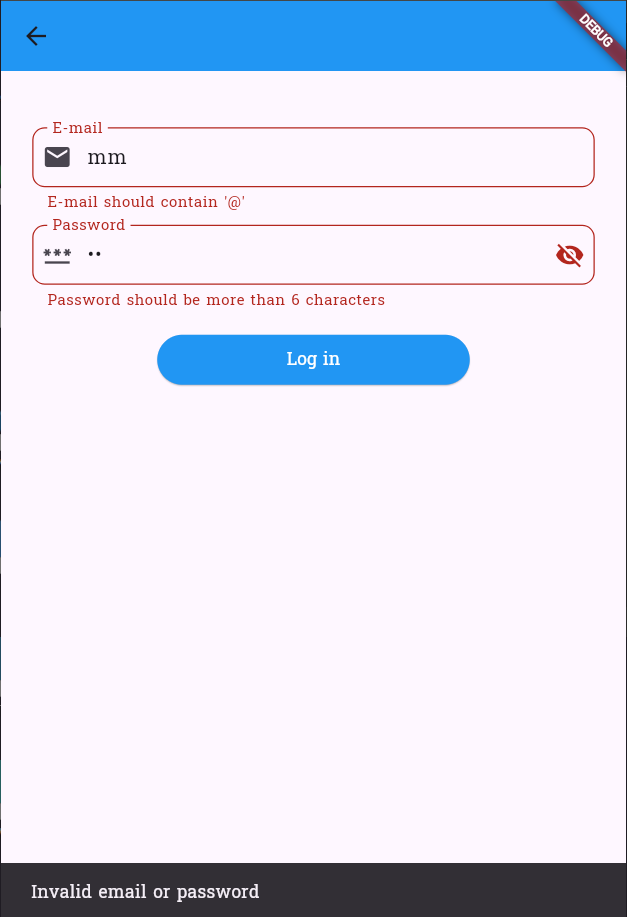 DEBUG
E-mail
mm
E-mail should contain '@'
Password
••
Password should be more than 6 characters
Log in
Invalid email or password